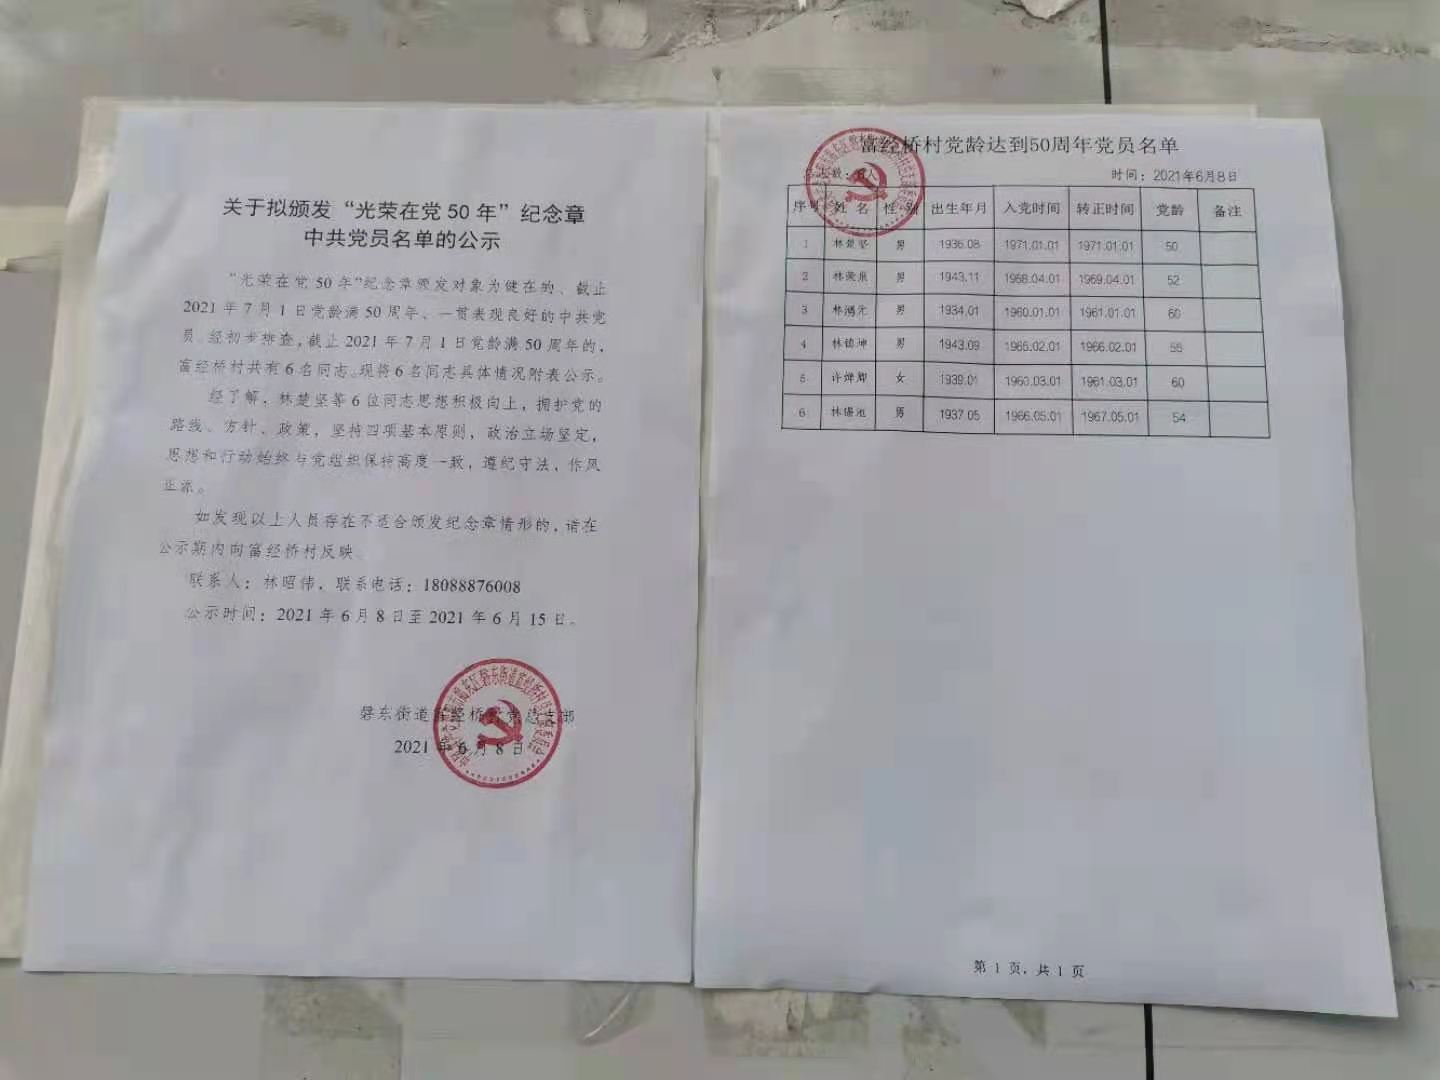 关于拟颁发“光荣在党50年”纪念章
中共党员名单的公示
“光荣在党50年”纪念章颁发对象为健在的、截止
2021年7月1日党龄满50周年、一贯表现良好的中共党
员。经初步排查,截止2021年7月1日党龄满50周年的,
富经桥村共有6名同志。现将6名同志具体情况附表公示。
经了解,林楚坚等6位同志思想积极向上,拥护党的
路线、方针、政策,坚持四项基本原则,政治立场坚定,
思想和行动始终与党组织保持高度一致,遵纪守法,作风
正派。
如发现以上人员存在不适合颁发纪念章情形的,请在
公示期内向富经桥村反映。
联系人:林昭伟,联系电话:18088876008
公示时间:2021年6月8日至2021年6月15日。
磐东街道富经桥村党总支部
2021年6月8日
富经桥村党龄达到50周年党员名单
时间:2021年6月8日
序号 姓名 性别 出生年月 入党时间 转正时间 党龄 备注
1 林楚坚 男 1936.08 1971.01.01 1971.01.01 50
2 男 1943.11 1968.04.01 1969.04.01 52
3 男 1934.01 1960.01.01 1961.01.01 60
4 男 1943.09 1965.02.01 1966.02.01 55
5 女 1939.01 1960.03.01 1961.03.01 60
6 男 1937.05 1966.05.01 1967.05.01 54
第1页,共1页